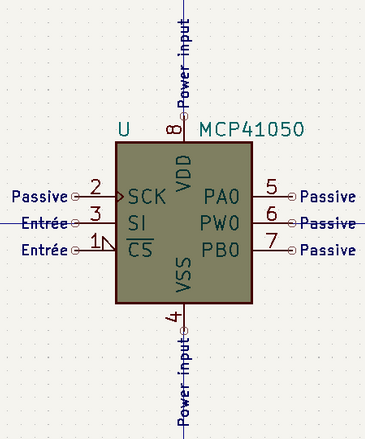 Power input
U
MCP41050
8
VDD
Passive 2 SCK
PA0 5 Passive
Entrée 3 SI
PW0 6 Passive
Entrée 1 CS
PB0 7 Passive
VSS
4
Power input